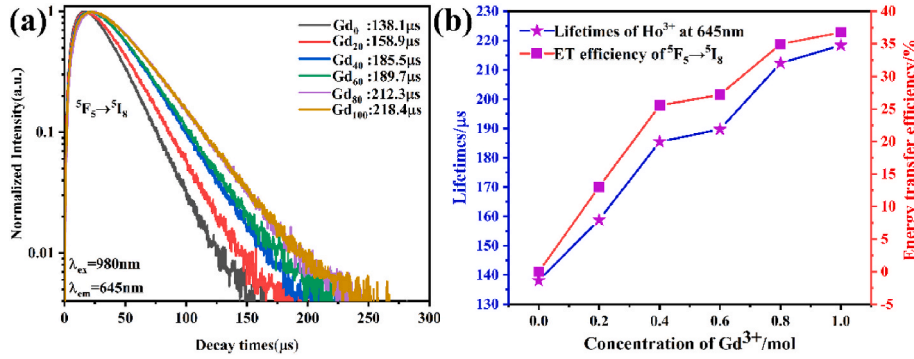 (a)
Gd₀ :138.1μs
Gd₂₀ :158.9μs
Gd₄₀ :185.5μs
Gd₆₀ :189.7μs
Gd₈₀ :212.3μs
Gd₁₀₀ :218.4μs
⁵F₅→⁵I₈
λex=980nm
λem=645nm
Normalized Intensity(a.u.)
1
0.1
0.01
0 50 100 150 200 250 300
Decay times(μs)
(b)
Lifetimes of Ho³⁺ at 645nm
ET efficiency of ⁵F₅→⁵I₈
Lifetimes/μs
230
220
210
200
190
180
170
160
150
140
130
Energy transfer efficiency/%
40
35
30
25
20
15
10
5
0
-5
0.0 0.2 0.4 0.6 0.8 1.0
Concentration of Gd³⁺/mol